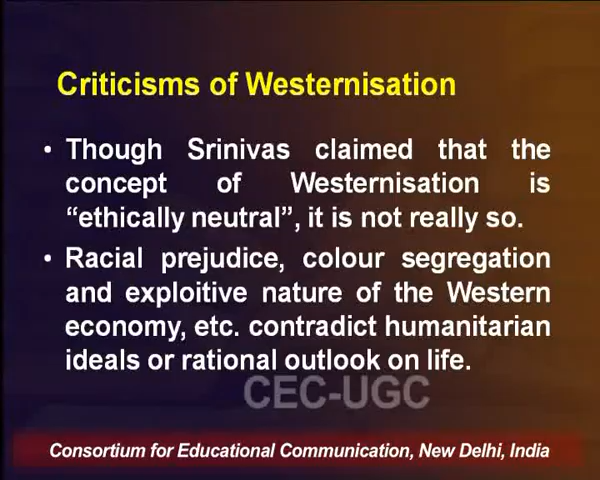 Criticisms of Westernisation
• Though Srinivas claimed that the
concept of Westernisation is
“ethically neutral”, it is not really so.
• Racial prejudice, colour segregation
and exploitive nature of the Western
economy, etc. contradict humanitarian
ideals or rational outlook on life.
CEC-UGC
Consortium for Educational Communication, New Delhi, India